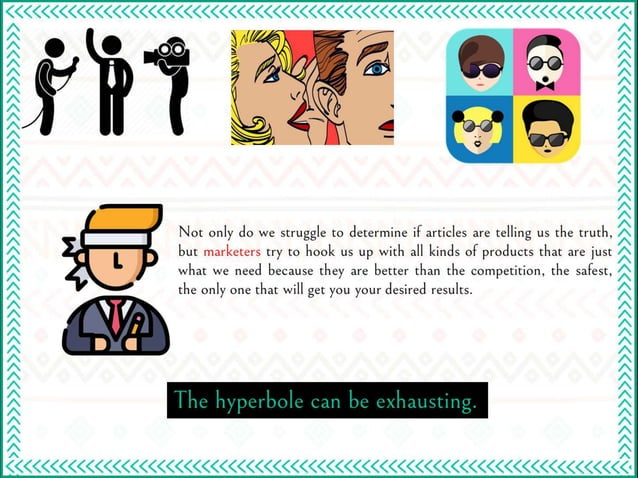 Not only do we struggle to determine if articles are telling us the truth,
but marketers try to hook us up with all kinds of products that are just
what we need because they are better than the competition, the safest,
the only one that will get you your desired results.
The hyperbole can be exhausting.